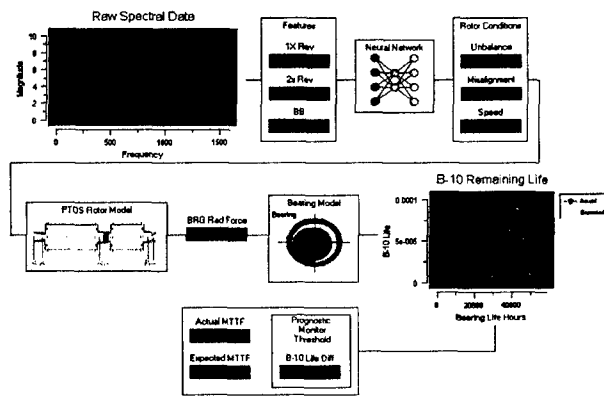 Raw Spectral Data
Magnitude
10
8
6
4
2
0
0 500 1000 1500
Frequency
Features
1X Rev
2x Rev
BB
Neural Network
Rotor Conditions
Unbalance
Misalignment
Speed
PTDS Rotor Model
BRG Rad Force
Bearing Model
Bearing
B-10 Remaining Life
B-10 Life
0.0001
5e-005
0
0 20000 40000
Bearing Life Hours
Actual
Actual MTTF
Expected MTTF
Prognostic
Monitor
Threshold
B-10 Life Diff